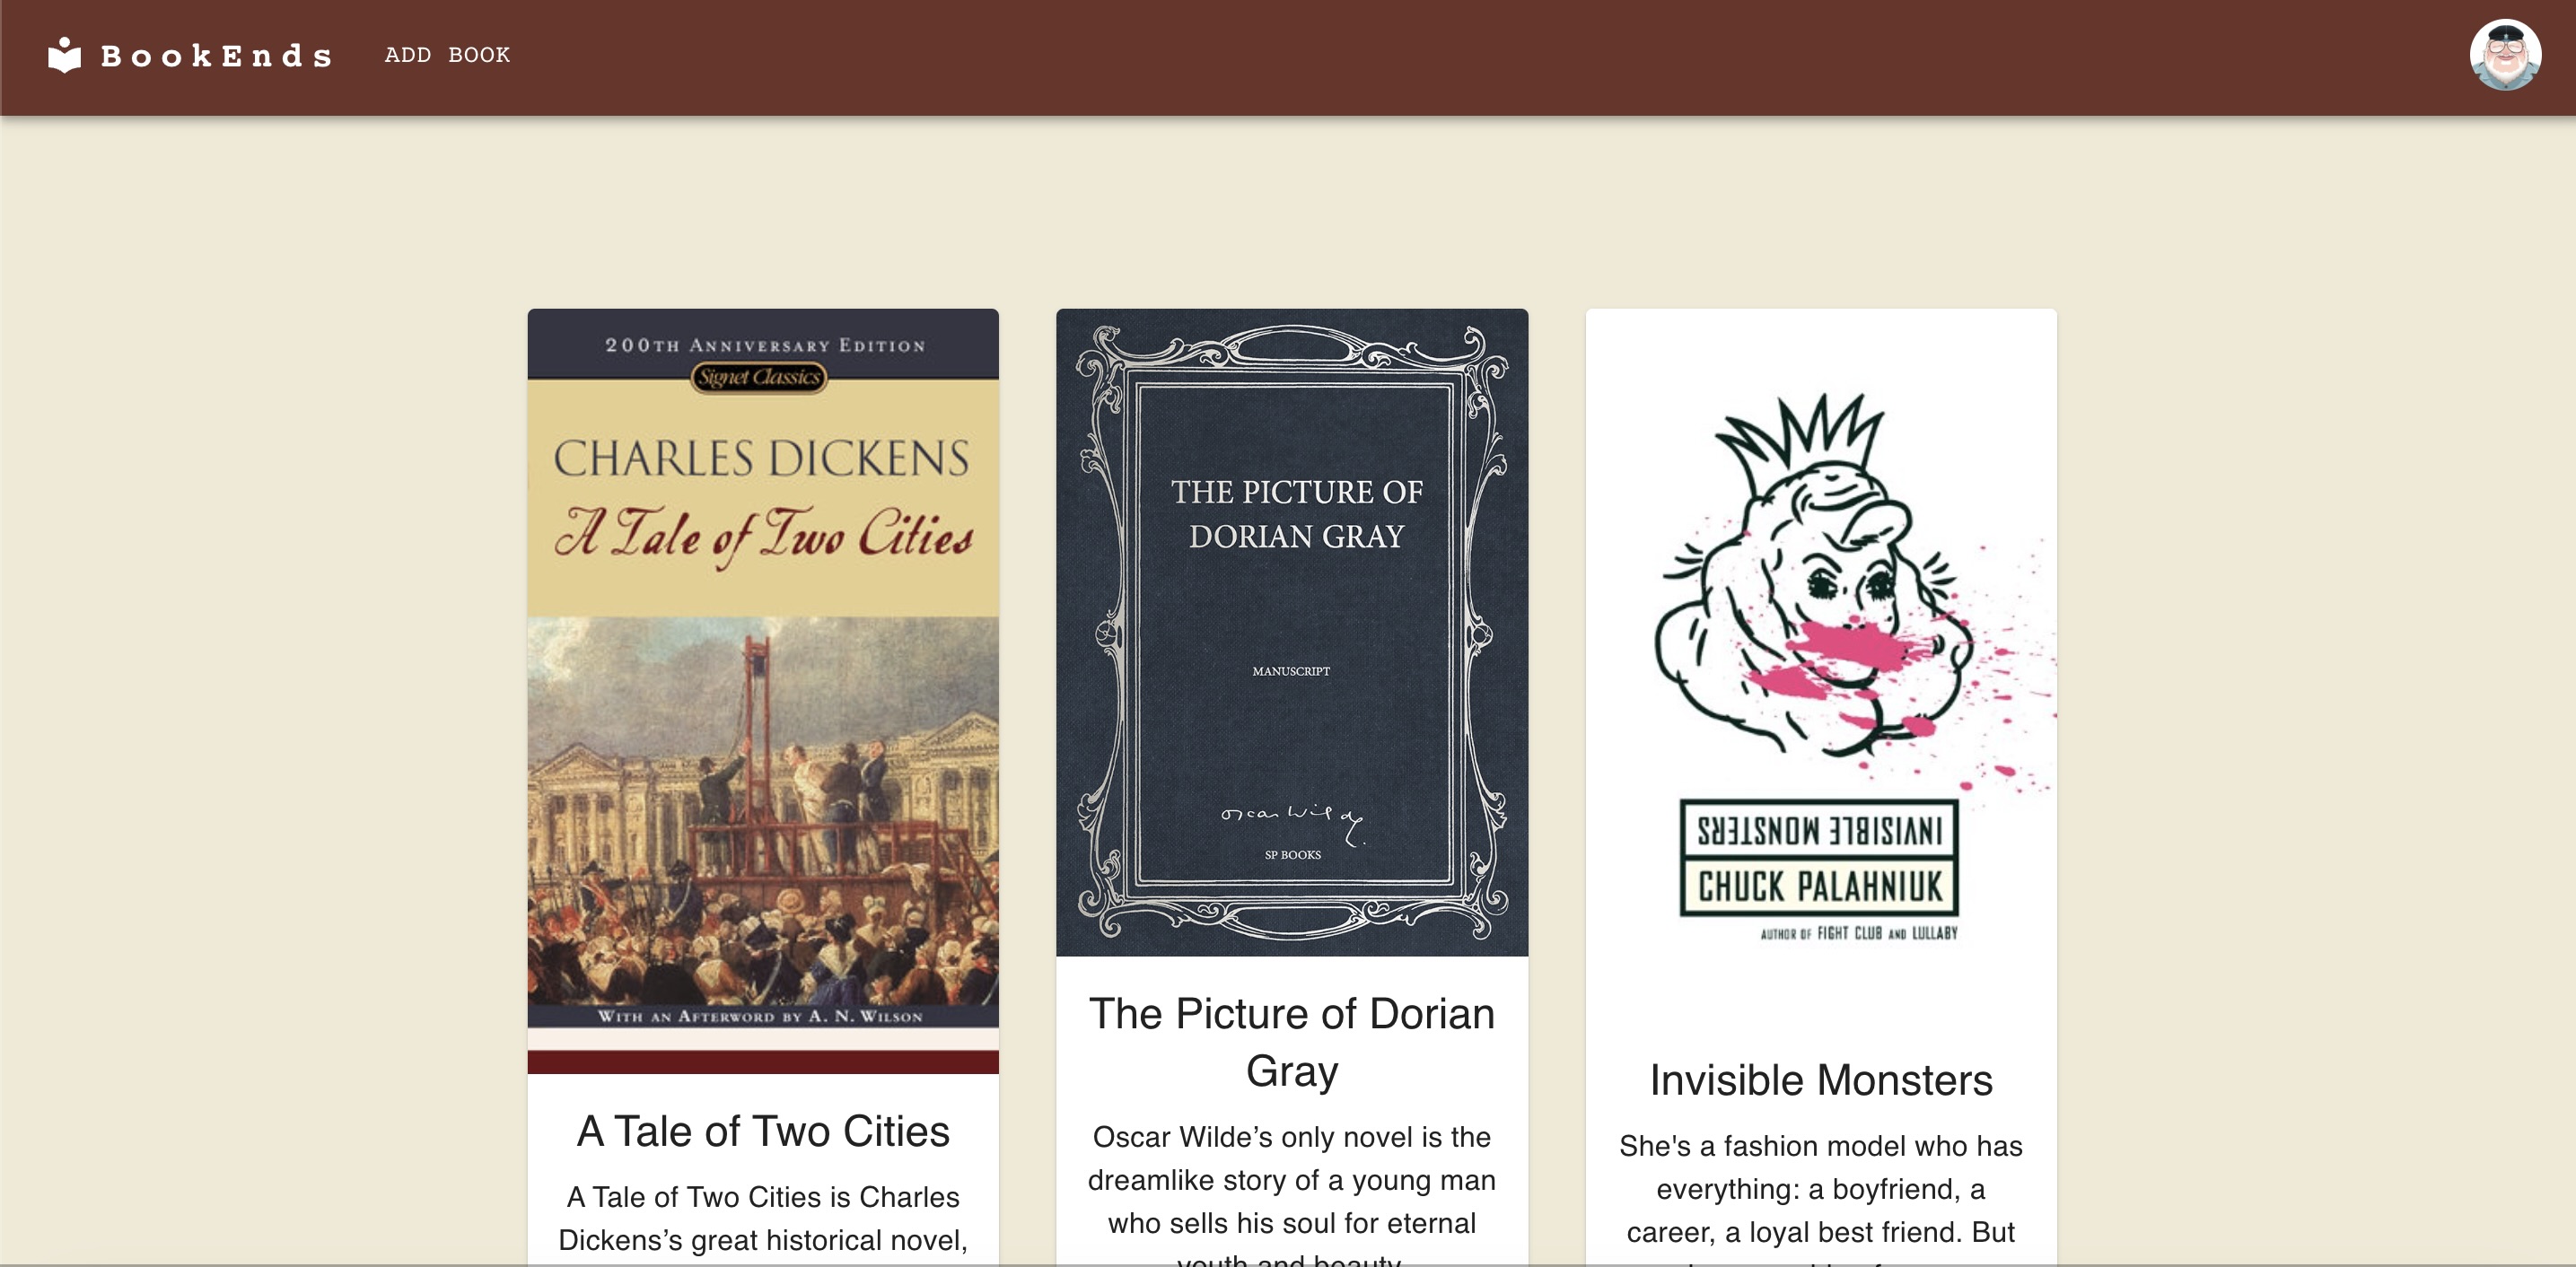 BookEnds
ADD BOOK
200TH ANNIVERSARY EDITION
Signet Classics
CHARLES DICKENS
A Tale of Two Cities
WITH AN AFTERWORD BY A. N. WILSON
A Tale of Two Cities
A Tale of Two Cities is Charles
Dickens’s great historical novel,
THE PICTURE OF
DORIAN GRAY
MANUSCRIPT
oscar wilde.
SP BOOKS
The Picture of Dorian
Gray
Oscar Wilde’s only novel is the
dreamlike story of a young man
who sells his soul for eternal
youth and beauty.
INVISIBLE MONSTERS
CHUCK PALAHNIUK
AUTHOR OF FIGHT CLUB AND LULLABY
Invisible Monsters
She's a fashion model who has
everything: a boyfriend, a
career, a loyal best friend. But